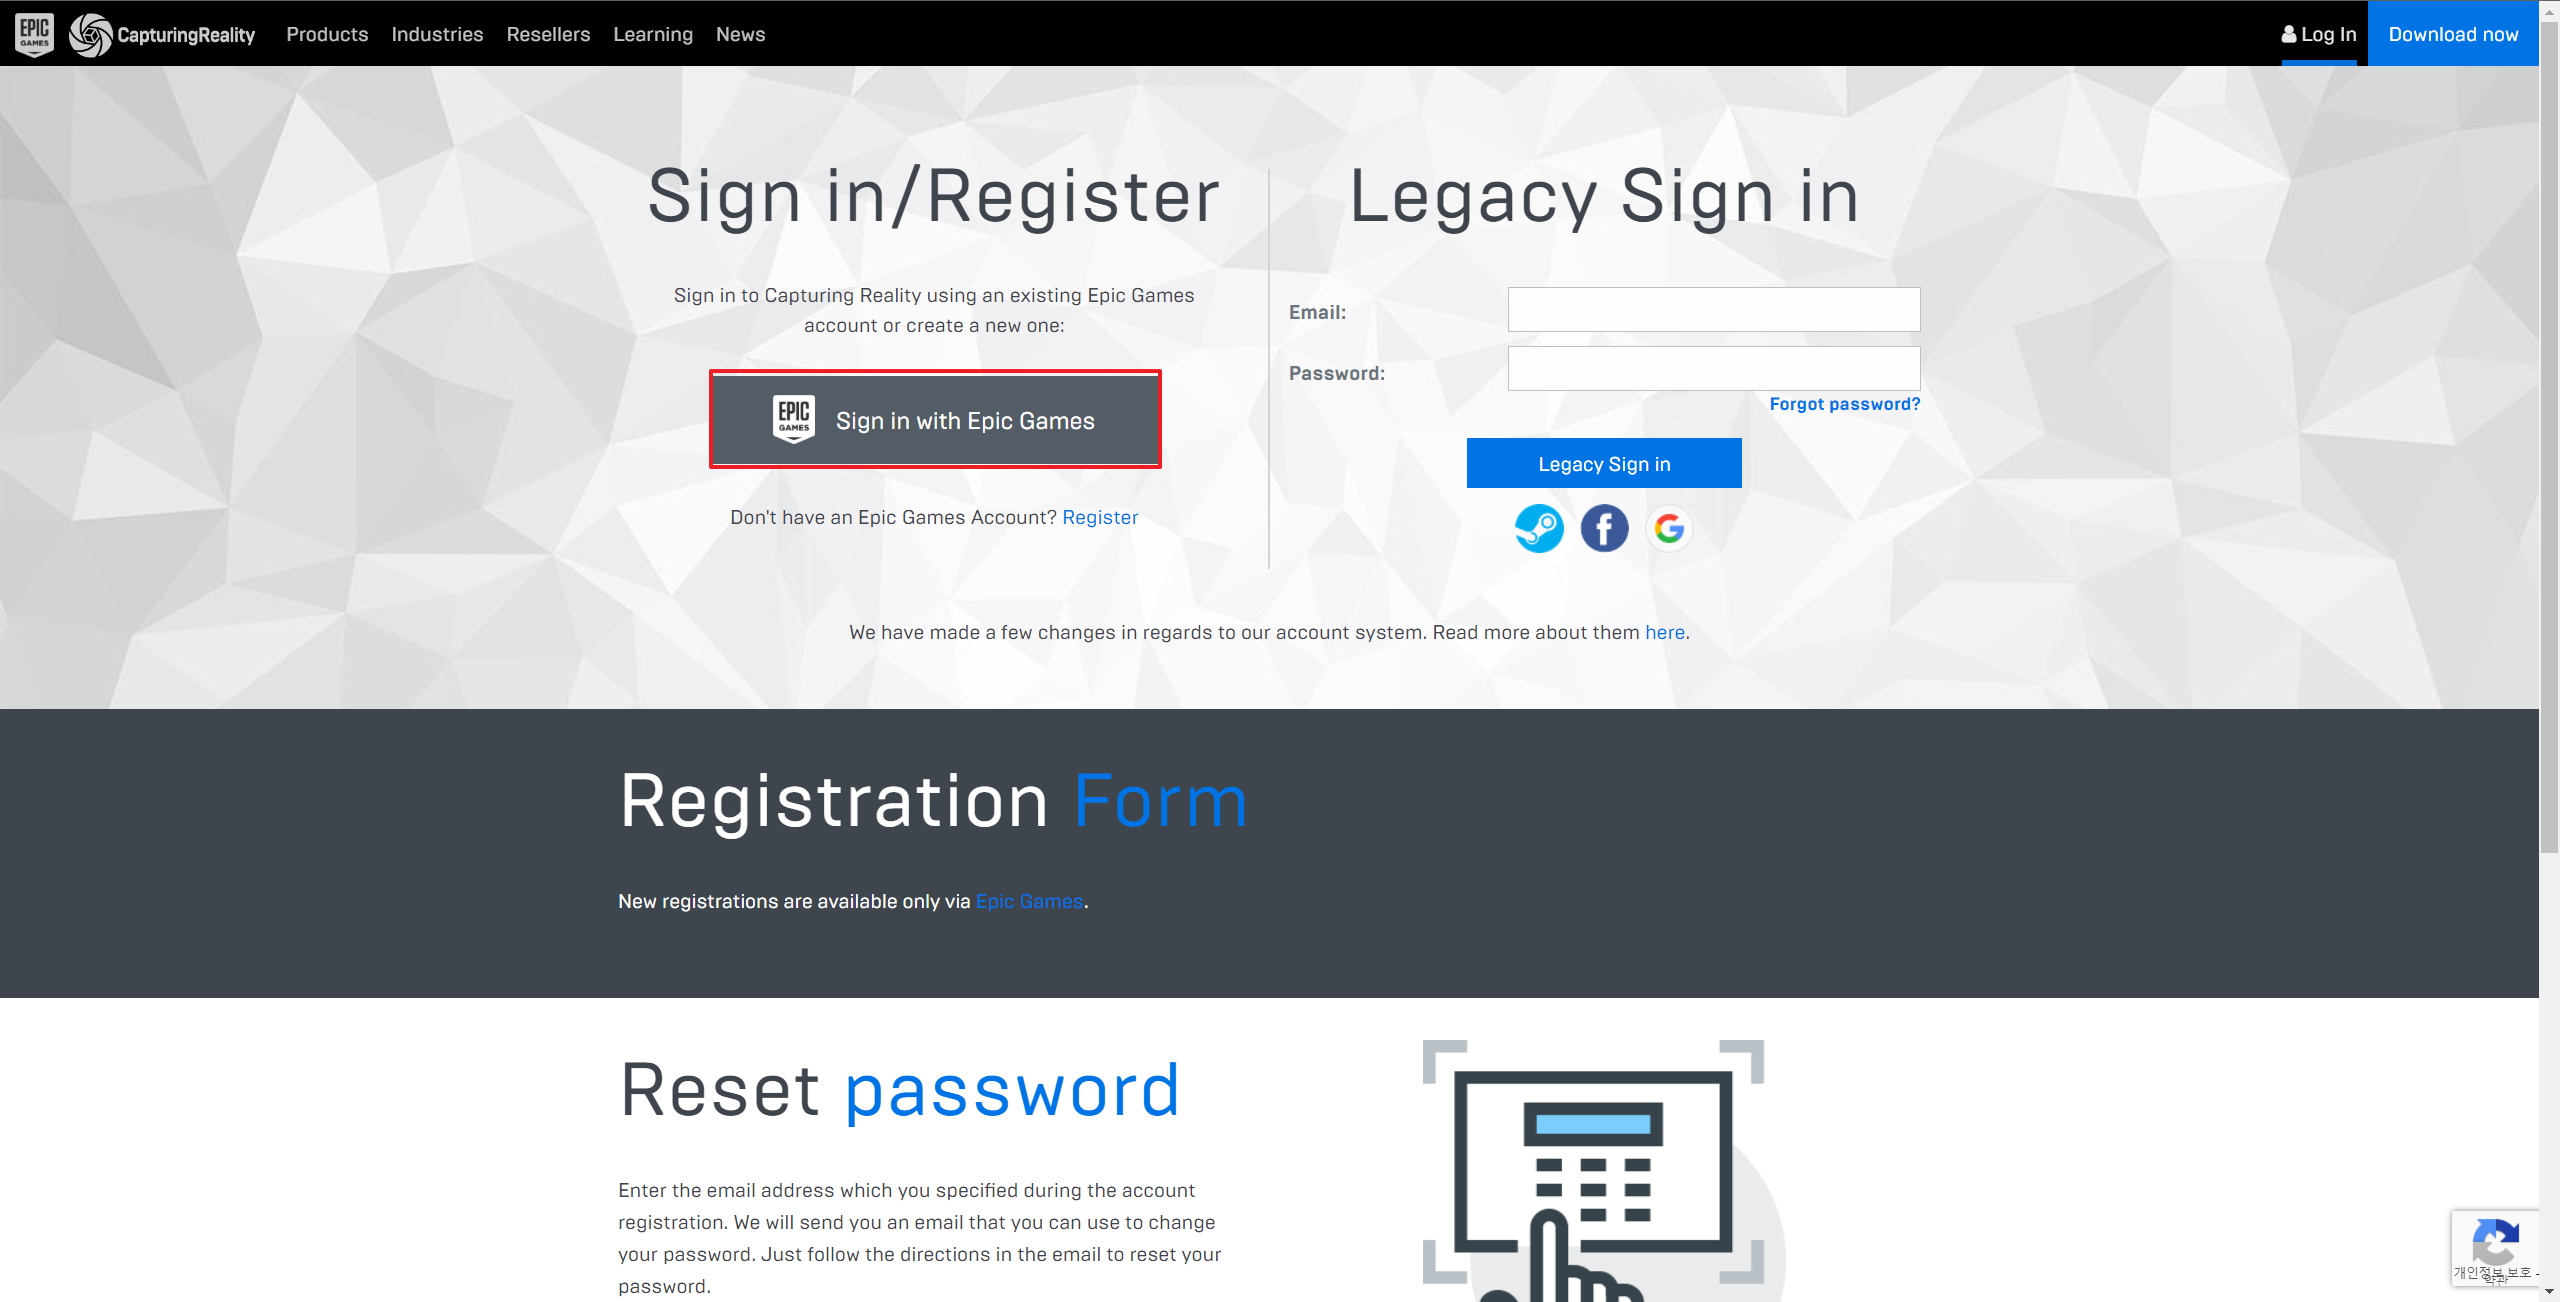 EPIC GAMES
CapturingReality
Products
Industries
Resellers
Learning
News
Log In
Download now
Sign in/Register
Sign in to Capturing Reality using an existing Epic Games
account or create a new one:
EPIC GAMES
Sign in with Epic Games
Don't have an Epic Games Account? Register
Legacy Sign in
Email:
Password:
Forgot password?
Legacy Sign in
We have made a few changes in regards to our account system. Read more about them here.
Registration Form
New registrations are available only via Epic Games.
Reset password
Enter the email address which you specified during the account
registration. We will send you an email that you can use to change
your password. Just follow the directions in the email to reset your
password.
개인정보 보호 -
약관